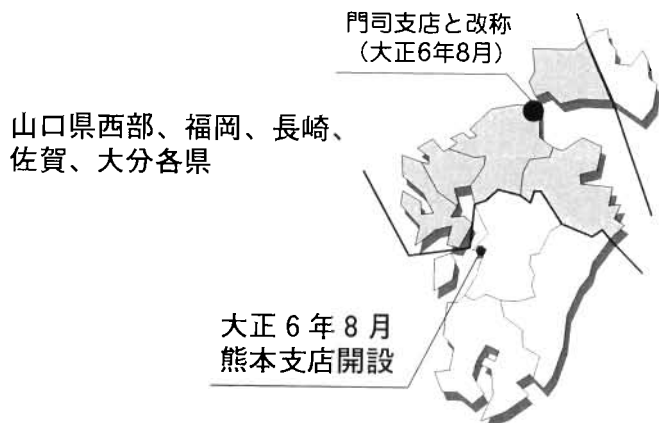 門司支店と改称
(大正6年8月)
山口県西部、福岡、長崎、
佐賀、大分各県
大正6年8月
熊本支店開設